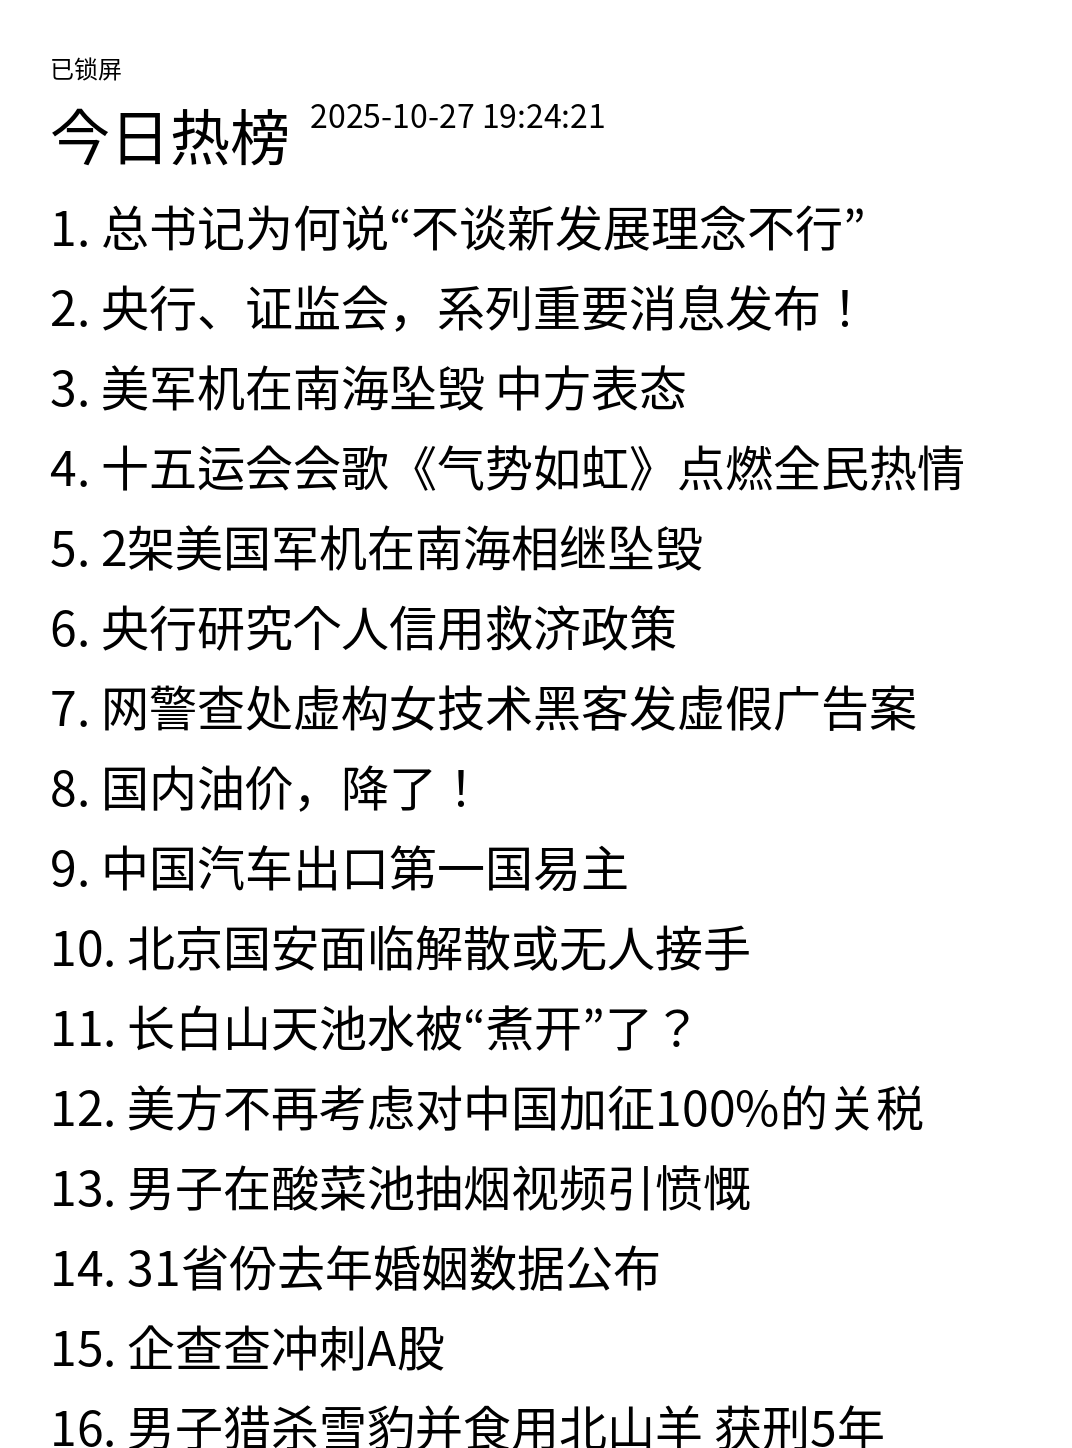 已锁屏
今日热榜 2025-10-27 19:24:21
1. 总书记为何说“不谈新发展理念不行”
2. 央行、证监会，系列重要消息发布！
3. 美军机在南海坠毁 中方表态
4. 十五运会会歌《气势如虹》点燃全民热情
5. 2架美国军机在南海相继坠毁
6. 央行研究个人信用救济政策
7. 网警查处虚构女技术黑客发虚假广告案
8. 国内油价，降了！
9. 中国汽车出口第一国易主
10. 北京国安面临解散或无人接手
11. 长白山天池水被“煮开”了？
12. 美方不再考虑对中国加征100%的关税
13. 男子在酸菜池抽烟视频引愤慨
14. 31省份去年婚姻数据公布
15. 企查查冲刺A股
16. 男子猎杀雪豹并食用北山羊 获刑5年